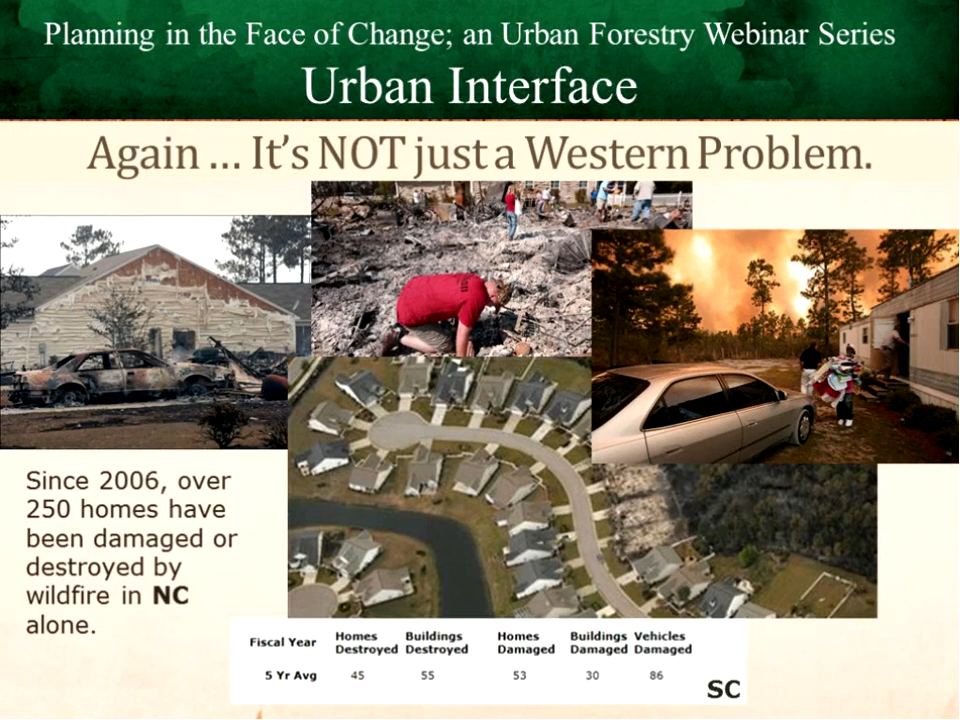 Planning in the Face of Change; an Urban Forestry Webinar Series
Urban Interface
Again ... It's NOT just a Western Problem.
Since 2006, over
250 homes have
been damaged or
destroyed by
wildfire in NC
alone.
Fiscal Year Homes Destroyed Buildings Destroyed Homes Damaged Buildings Damaged Vehicles Damaged
5 Yr Avg 45 55 53 30 86
SC